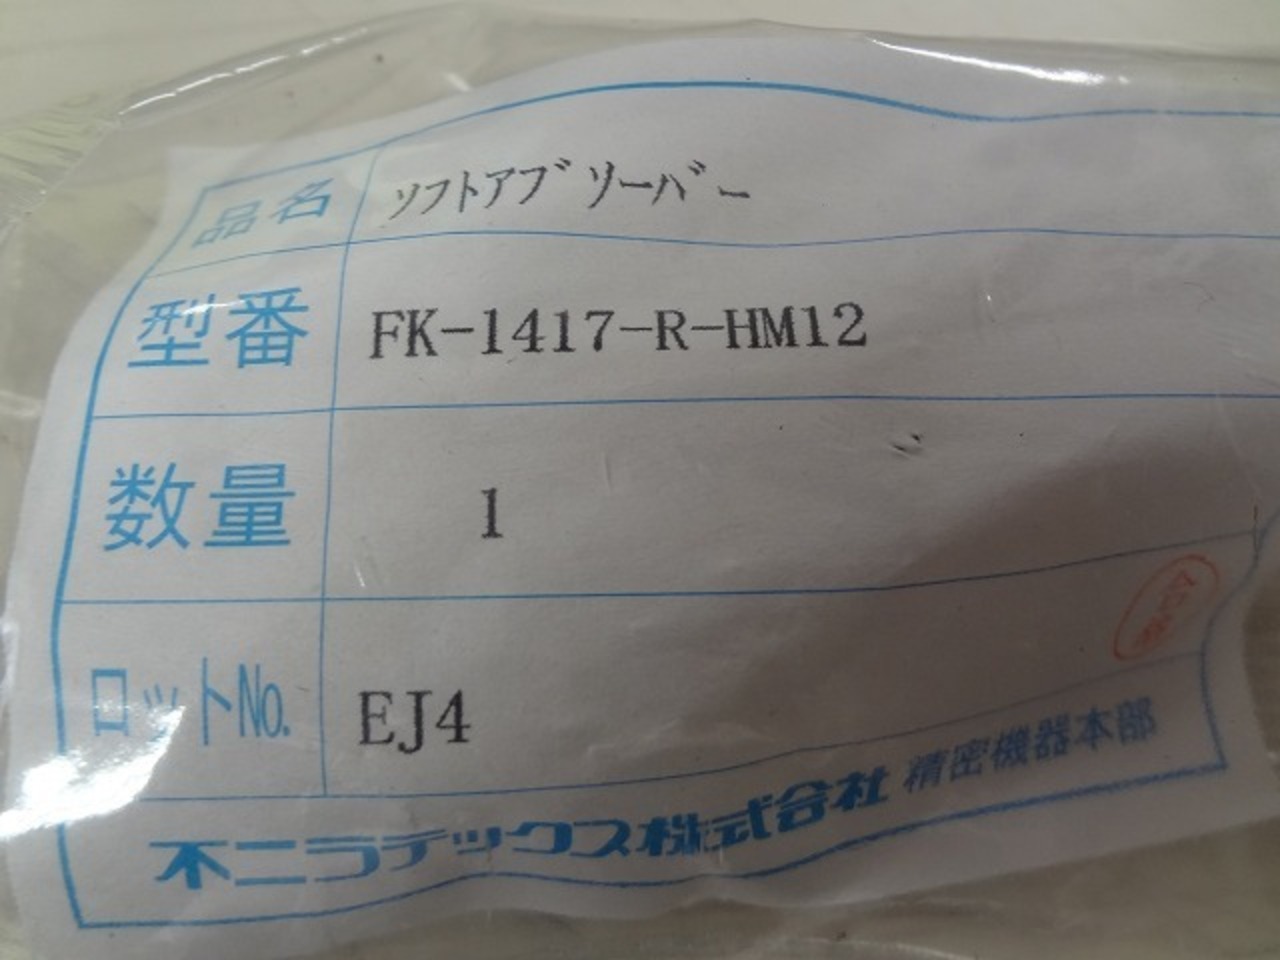 品名 ソフトアブソーバー
型番 FK-1417-R-HM12
数量 1
ロットNo. EJ4
不二ラテックス株式会社 精密機器本部